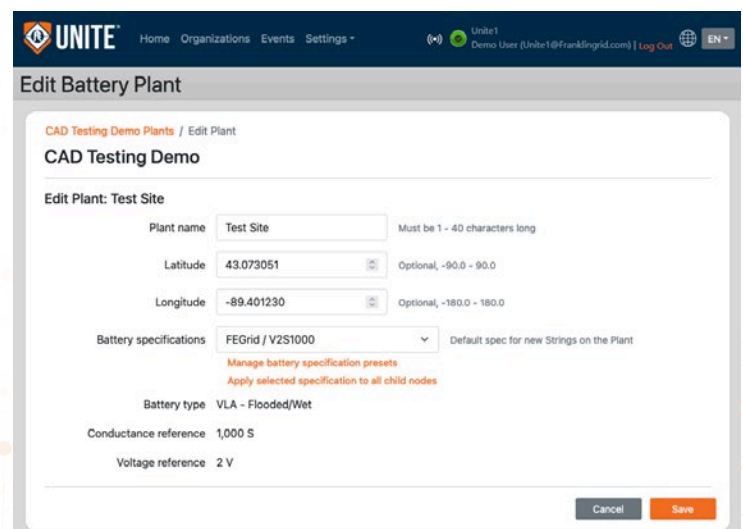 UNITE
Home Organizations Events Settings
Unite1
Demo User (Unite1@Franklingrid.com) | Log Out
EN
Edit Battery Plant
CAD Testing Demo Plants / Edit Plant
CAD Testing Demo
Edit Plant: Test Site
Plant name Test Site Must be 1 - 40 characters long
Latitude 43.073051 Optional, -90.0 - 90.0
Longitude -89.401230 Optional, -180.0 - 180.0
Battery specifications FEGrid / V2S1000 Default spec for new Strings on the Plant
Manage battery specification presets
Apply selected specification to all child nodes
Battery type VLA - Flooded/Wet
Conductance reference 1,000 S
Voltage reference 2 V
Cancel Save